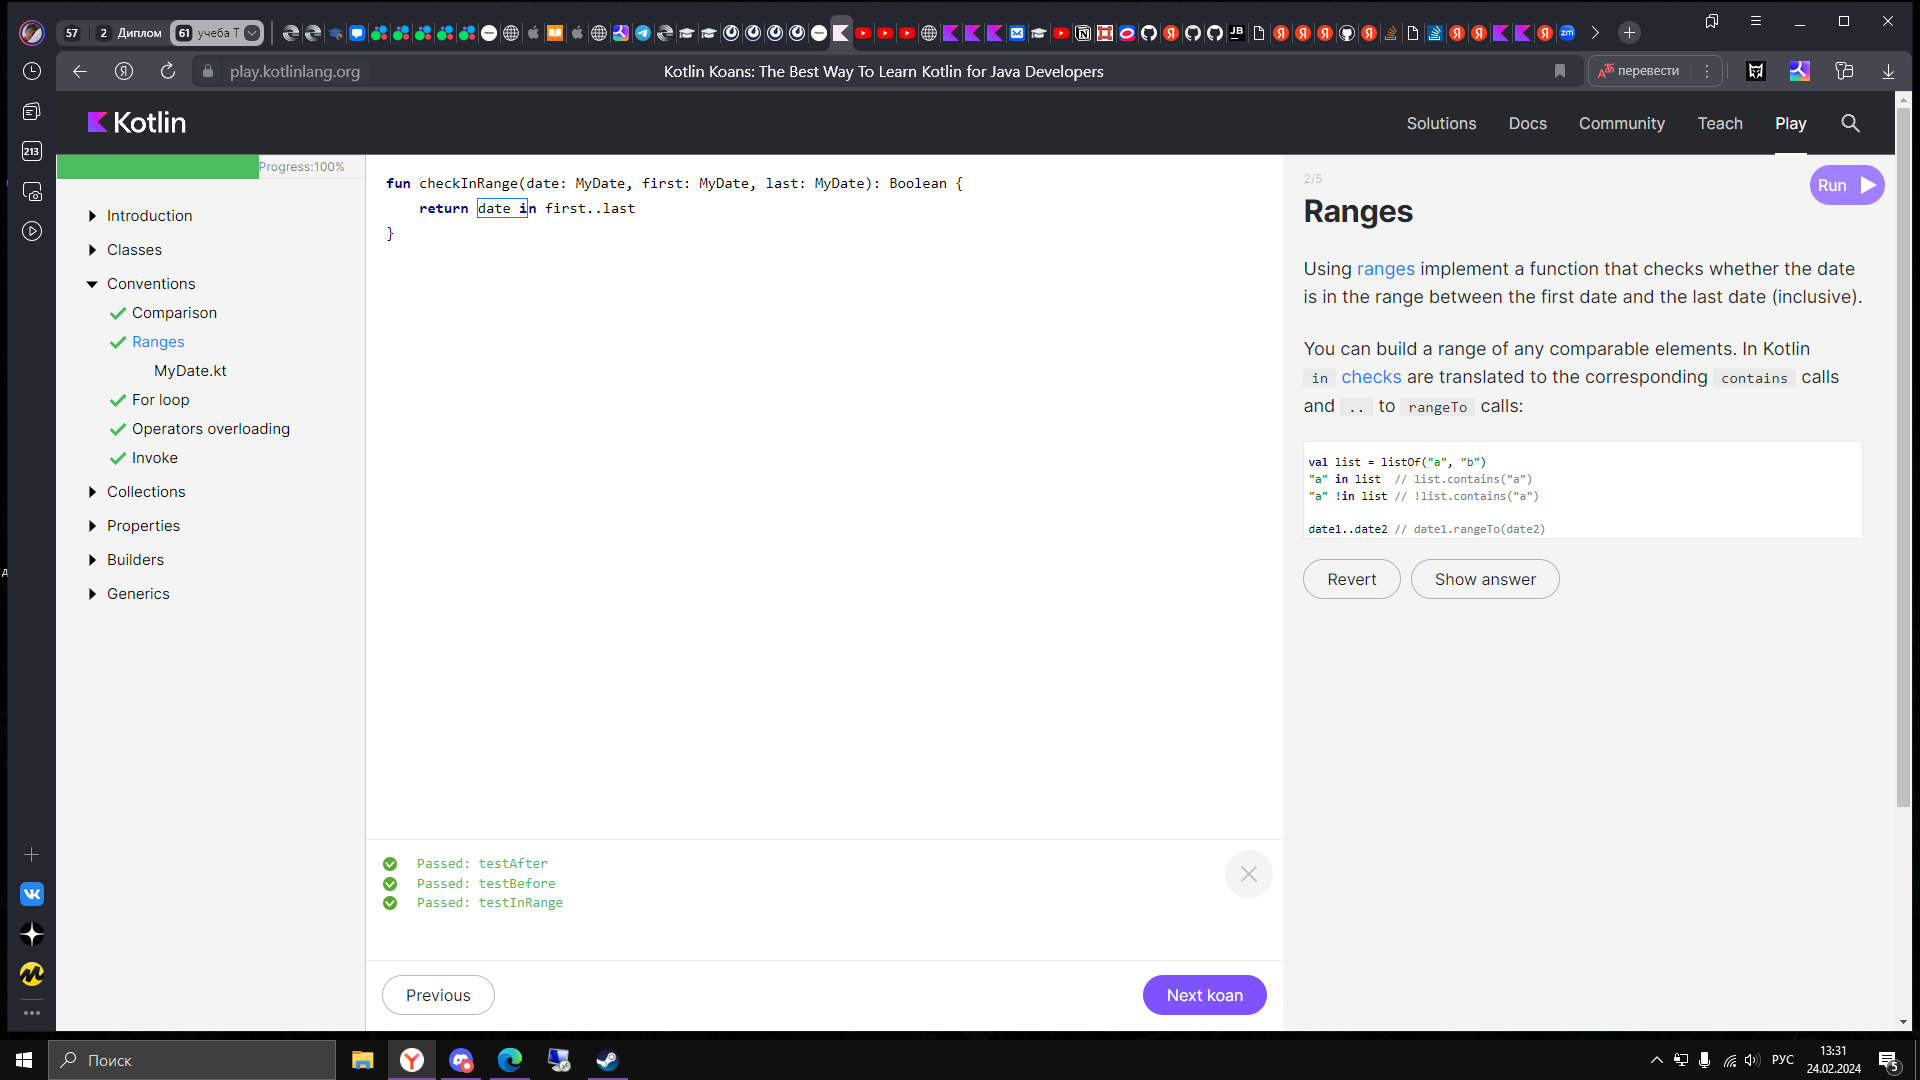 57
2 Диплом
61 учеба Т
play.kotlinlang.org
Kotlin Koans: The Best Way To Learn Kotlin for Java Developers
перевести
213
Kotlin
Solutions
Docs
Community
Teach
Play
Progress:100%
Introduction
Classes
Conventions
Comparison
Ranges
MyDate.kt
For loop
Operators overloading
Invoke
Collections
Properties
Builders
Generics
fun checkInRange(date: MyDate, first: MyDate, last: MyDate): Boolean {
return date in first..last
}
Passed: testAfter
Passed: testBefore
Passed: testInRange
Previous
Next koan
2/5
Run
Ranges
Using ranges implement a function that checks whether the date
is in the range between the first date and the last date (inclusive).
You can build a range of any comparable elements. In Kotlin
in checks are translated to the corresponding contains calls
and .. to rangeTo calls:
val list = listOf("a", "b")
"a" in list // list.contains("a")
"a" !in list // !list.contains("a")
date1..date2 // date1.rangeTo(date2)
Revert
Show answer
Поиск
РУС
13:31
24.02.2024
5